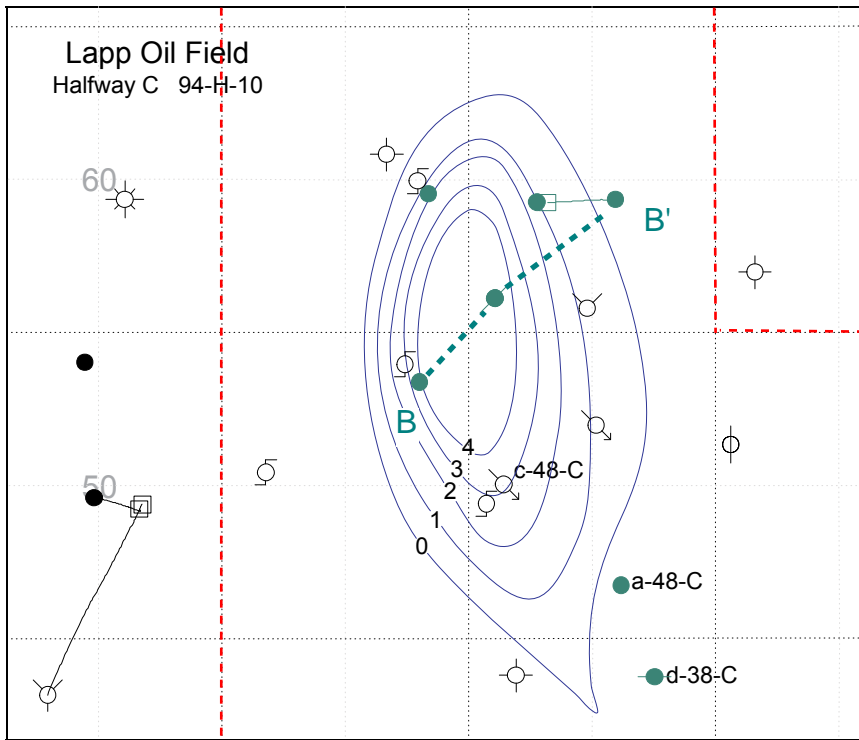 Lapp Oil Field
Halfway C 94-H-10
60
B'
B
4
3
c-48-C
2
50
1
0
a-48-C
d-38-C